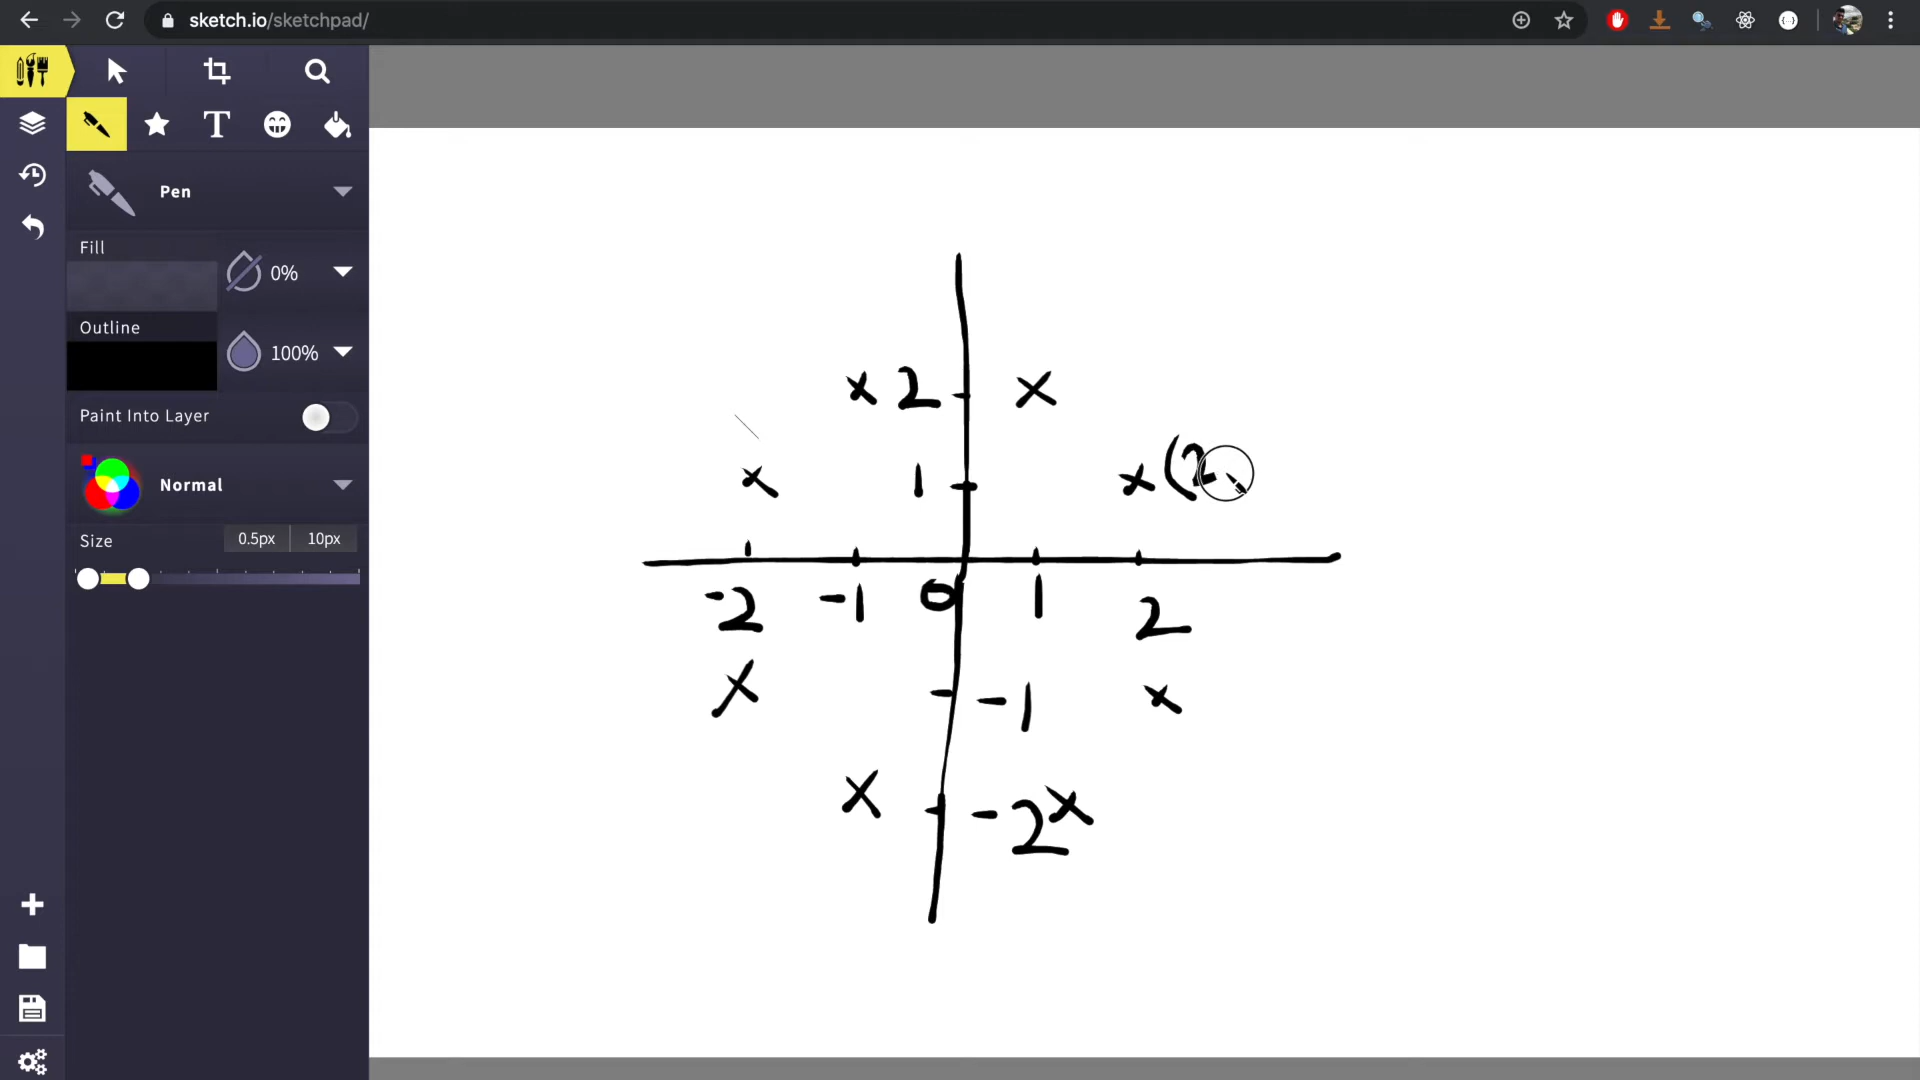 sketch.io/sketchpad/
T
Pen
Fill
0%
Outline
100%
Paint Into Layer
Normal
Size
0.5px
10px
x 2 x
x 1 x (2
-2 -1 0 1 2
x -1 x
x -2 x